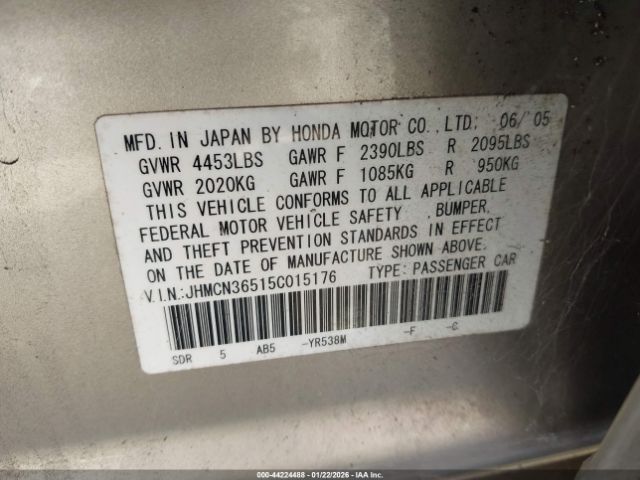 MFD. IN JAPAN BY HONDA MOTOR CO.,LTD. 06/'05
GVWR 4453LBS GAWR F 2390LBS R 2095LBS
GVWR 2020KG GAWR F 1085KG R 950KG
THIS VEHICLE CONFORMS TO ALL APPLICABLE
FEDERAL MOTOR VEHICLE SAFETY , BUMPER,
AND THEFT PREVENTION STANDARDS IN EFFECT
ON THE DATE OF MANUFACTURE SHOWN ABOVE.
V.I.N.:JHMCN36515C015176 TYPE: PASSENGER CAR
SDR 5 AB5 -YR538M -F -C
000-44224488 - 01/22/2026 - IAAI.COM